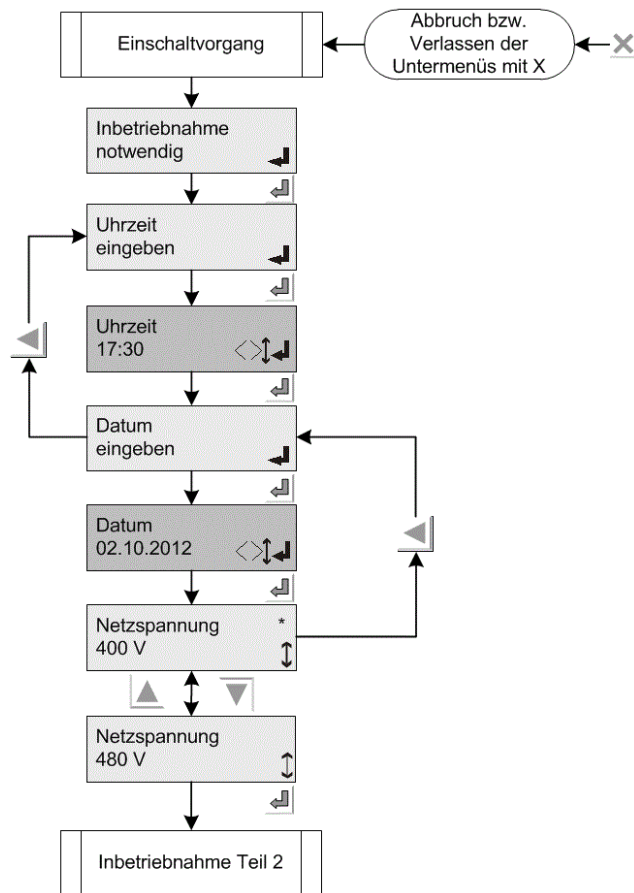 Einschaltvorgang
Abbruch bzw.
Verlassen der
Untermenüs mit X
Inbetriebnahme
notwendig
Uhrzeit
eingeben
Uhrzeit
17:30
Datum
eingeben
Datum
02.10.2012
Netzspannung *
400 V
Netzspannung
480 V
Inbetriebnahme Teil 2